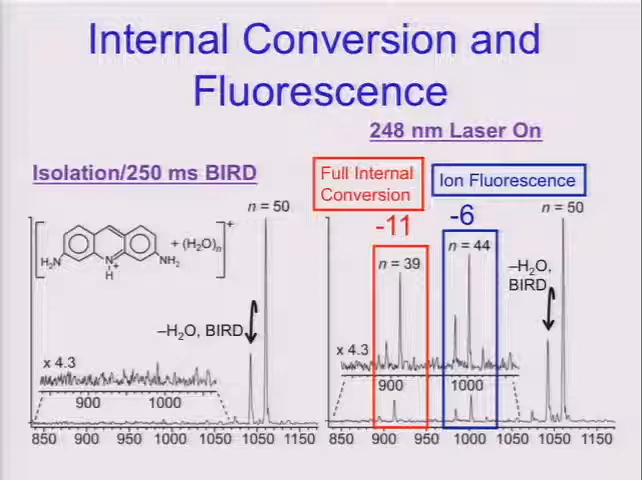 Internal Conversion and
Fluorescence
248 nm Laser On
Isolation/250 ms BIRD
Full Internal
Conversion
Ion Fluorescence
n = 50
-11
-6
n = 50
+
H₂N
N⁺
H
NH₂
+ (H₂O)n
n = 39
n = 44
–H₂O,
BIRD
–H₂O, BIRD
x 4.3
900
1000
x 4.3
900
1000
850 900 950 1000 1050 1150
850 900 950 1000 1050 1150